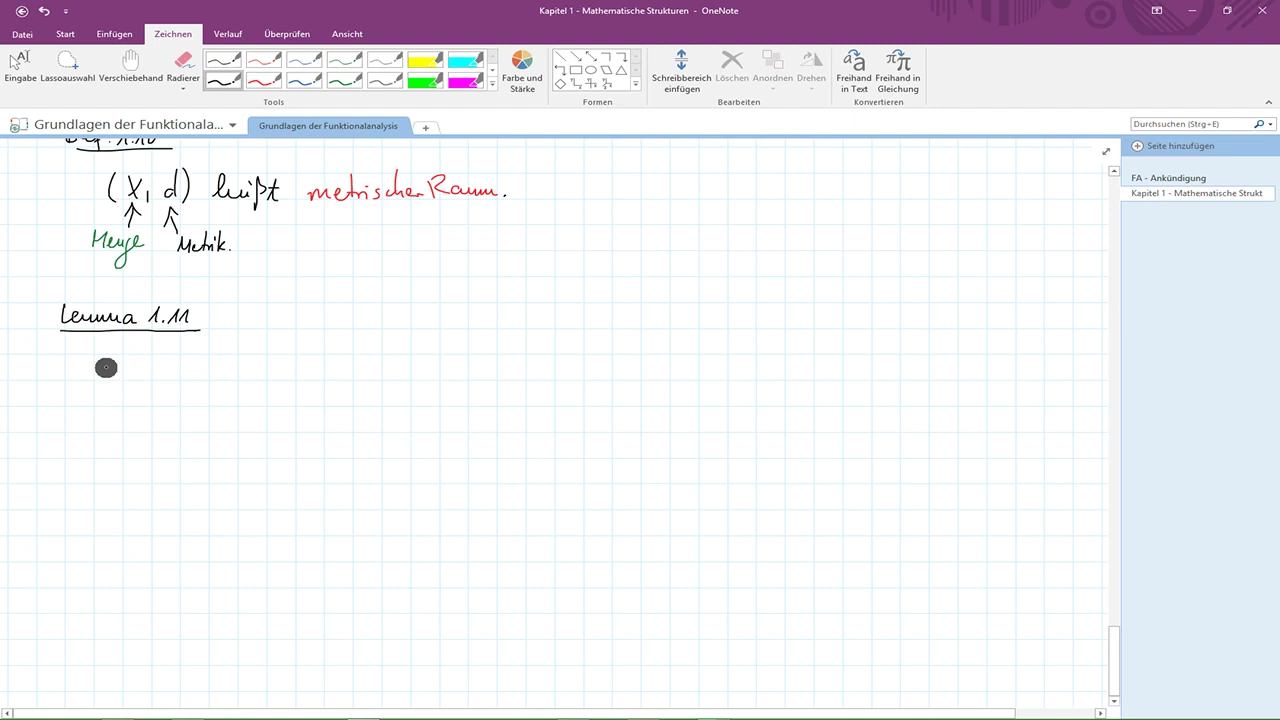 Kapitel 1 - Mathematische Strukturen - OneNote
Datei Start Einfügen Zeichnen Verlauf Überprüfen Ansicht
Eingabe Lassoauswahl Verschiebehand Radierer
Farbe und Stärke
Schreibbereich einfügen
Löschen Anordnen Drehen
Freihand in Text
Freihand in Gleichung
Tools Formen Bearbeiten Konvertieren
Grundlagen der Funktionala...
Grundlagen der Funktionalanalysis
Durchsuchen (Strg+E)
Seite hinzufügen
FA - Ankündigung
Kapitel 1 - Mathematische Strukt
Def. 1.10
(X, d) heißt metrischer Raum.
Menge Metrik.
Lemma 1.11